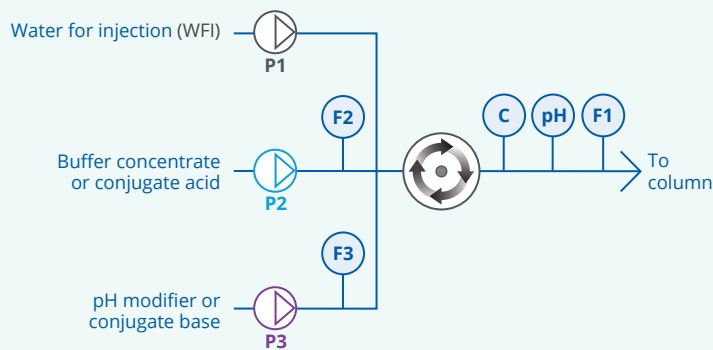 Water for injection (WFI)
P1
F2
C
pH
F1
Buffer concentrate
or conjugate acid
P2
To
column
F3
pH modifier or
conjugate base
P3